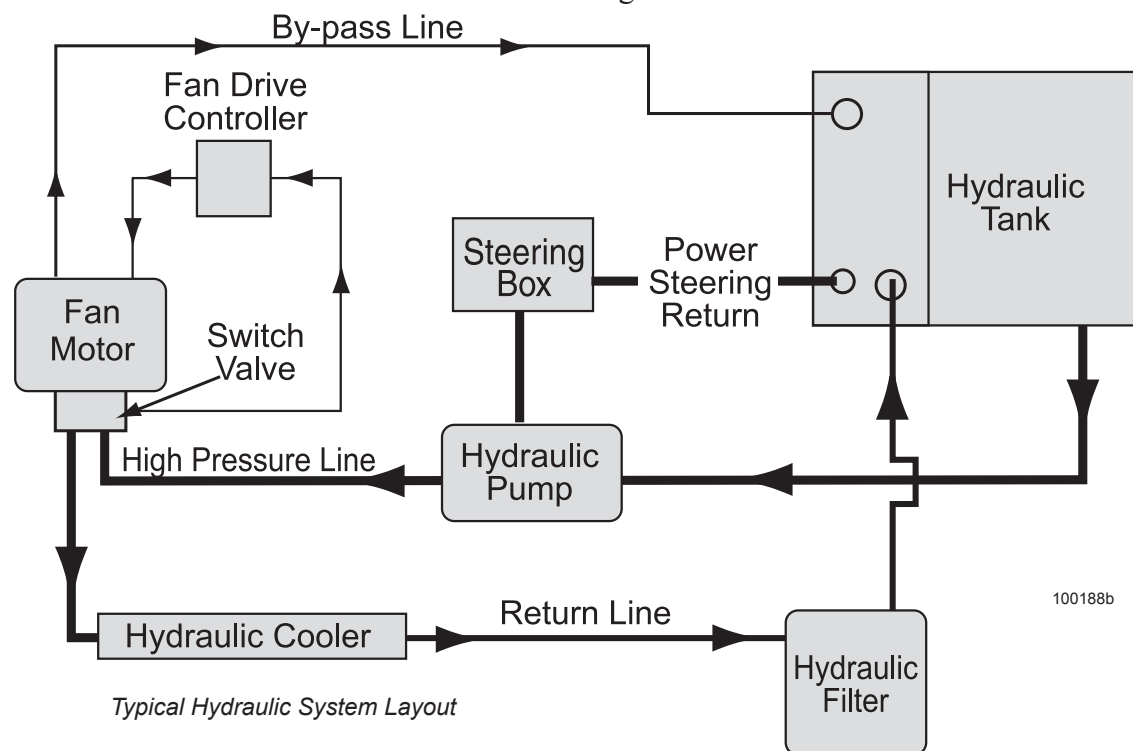 By-pass Line
Fan Drive
Controller
Hydraulic
Tank
Steering
Box
Power
Steering
Return
Fan
Motor
Switch
Valve
High Pressure Line
Hydraulic
Pump
100188b
Return Line
Hydraulic Cooler
Hydraulic
Filter
Typical Hydraulic System Layout